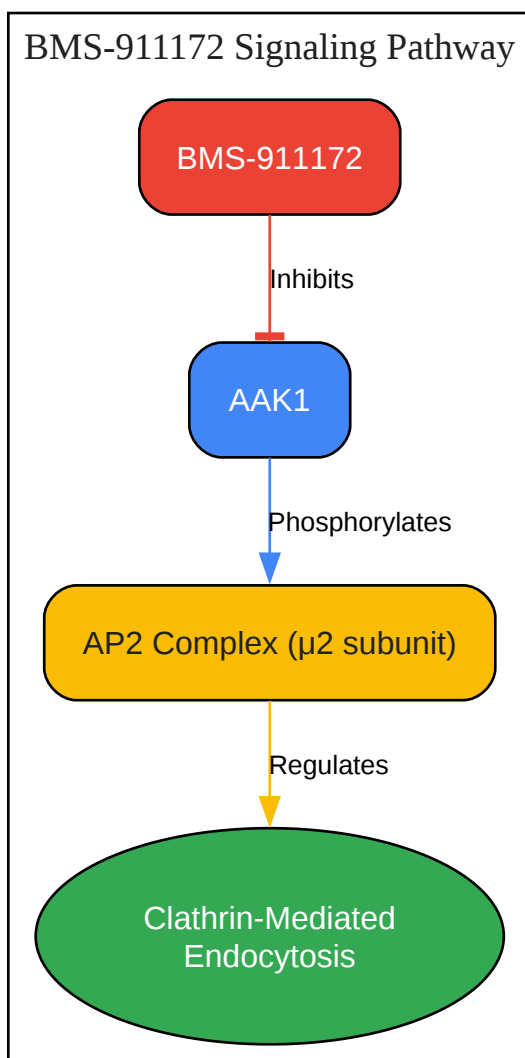 BMS-911172 Signaling Pathway
BMS-911172
Inhibits
AAK1
Phosphorylates
AP2 Complex (μ2 subunit)
Regulates
Clathrin-Mediated
Endocytosis